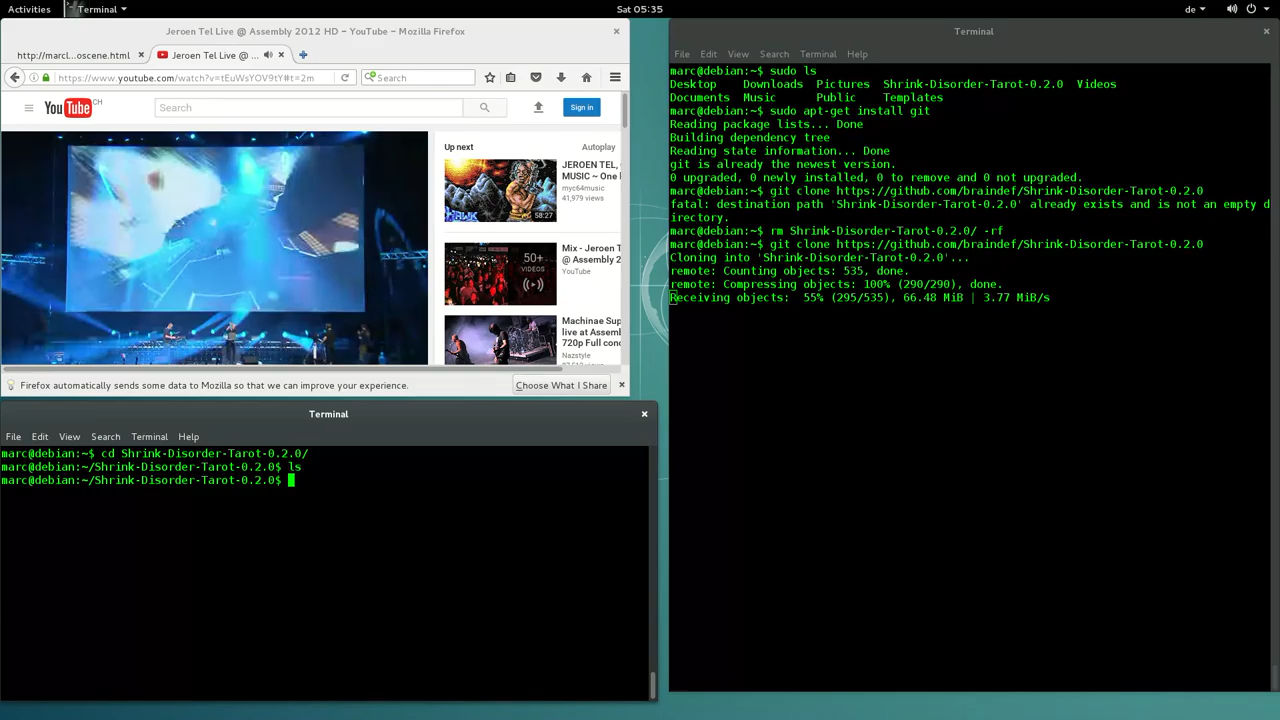 Activities
Terminal
Sat 05:35
de
Jeroen Tel Live @ Assembly 2012 HD – YouTube – Mozilla Firefox
http://marcl...oscene.html
Jeroen Tel Live @ ...
https://www.youtube.com/watch?v=tEuWsYOV9tY#t=2m
Search
YouTube CH
Search
Sign in
Up next
Autoplay
JEROEN TEL,
MUSIC ~ One
myc64music
41,979 views
58:27
Mix - Jeroen T
@ Assembly 2
YouTube
50+
VIDEOS
Machinae Sup
live at Assemb
720p Full conc
Nazstyle
Firefox automatically sends some data to Mozilla so that we can improve your experience.
Choose What I Share
Terminal
File Edit View Search Terminal Help
marc@debian:~$ cd Shrink-Disorder-Tarot-0.2.0/
marc@debian:~/Shrink-Disorder-Tarot-0.2.0$ ls
marc@debian:~/Shrink-Disorder-Tarot-0.2.0$
Terminal
File Edit View Search Terminal Help
marc@debian:~$ sudo ls
Desktop Downloads Pictures Shrink-Disorder-Tarot-0.2.0 Videos
Documents Music Public Templates
marc@debian:~$ sudo apt-get install git
Reading package lists... Done
Building dependency tree
Reading state information... Done
git is already the newest version.
0 upgraded, 0 newly installed, 0 to remove and 0 not upgraded.
marc@debian:~$ git clone https://github.com/braindef/Shrink-Disorder-Tarot-0.2.0
fatal: destination path 'Shrink-Disorder-Tarot-0.2.0' already exists and is not an empty d
irectory.
marc@debian:~$ rm Shrink-Disorder-Tarot-0.2.0/ -rf
marc@debian:~$ git clone https://github.com/braindef/Shrink-Disorder-Tarot-0.2.0
Cloning into 'Shrink-Disorder-Tarot-0.2.0'...
remote: Counting objects: 535, done.
remote: Compressing objects: 100% (290/290), done.
Receiving objects: 55% (295/535), 66.48 MiB | 3.77 MiB/s